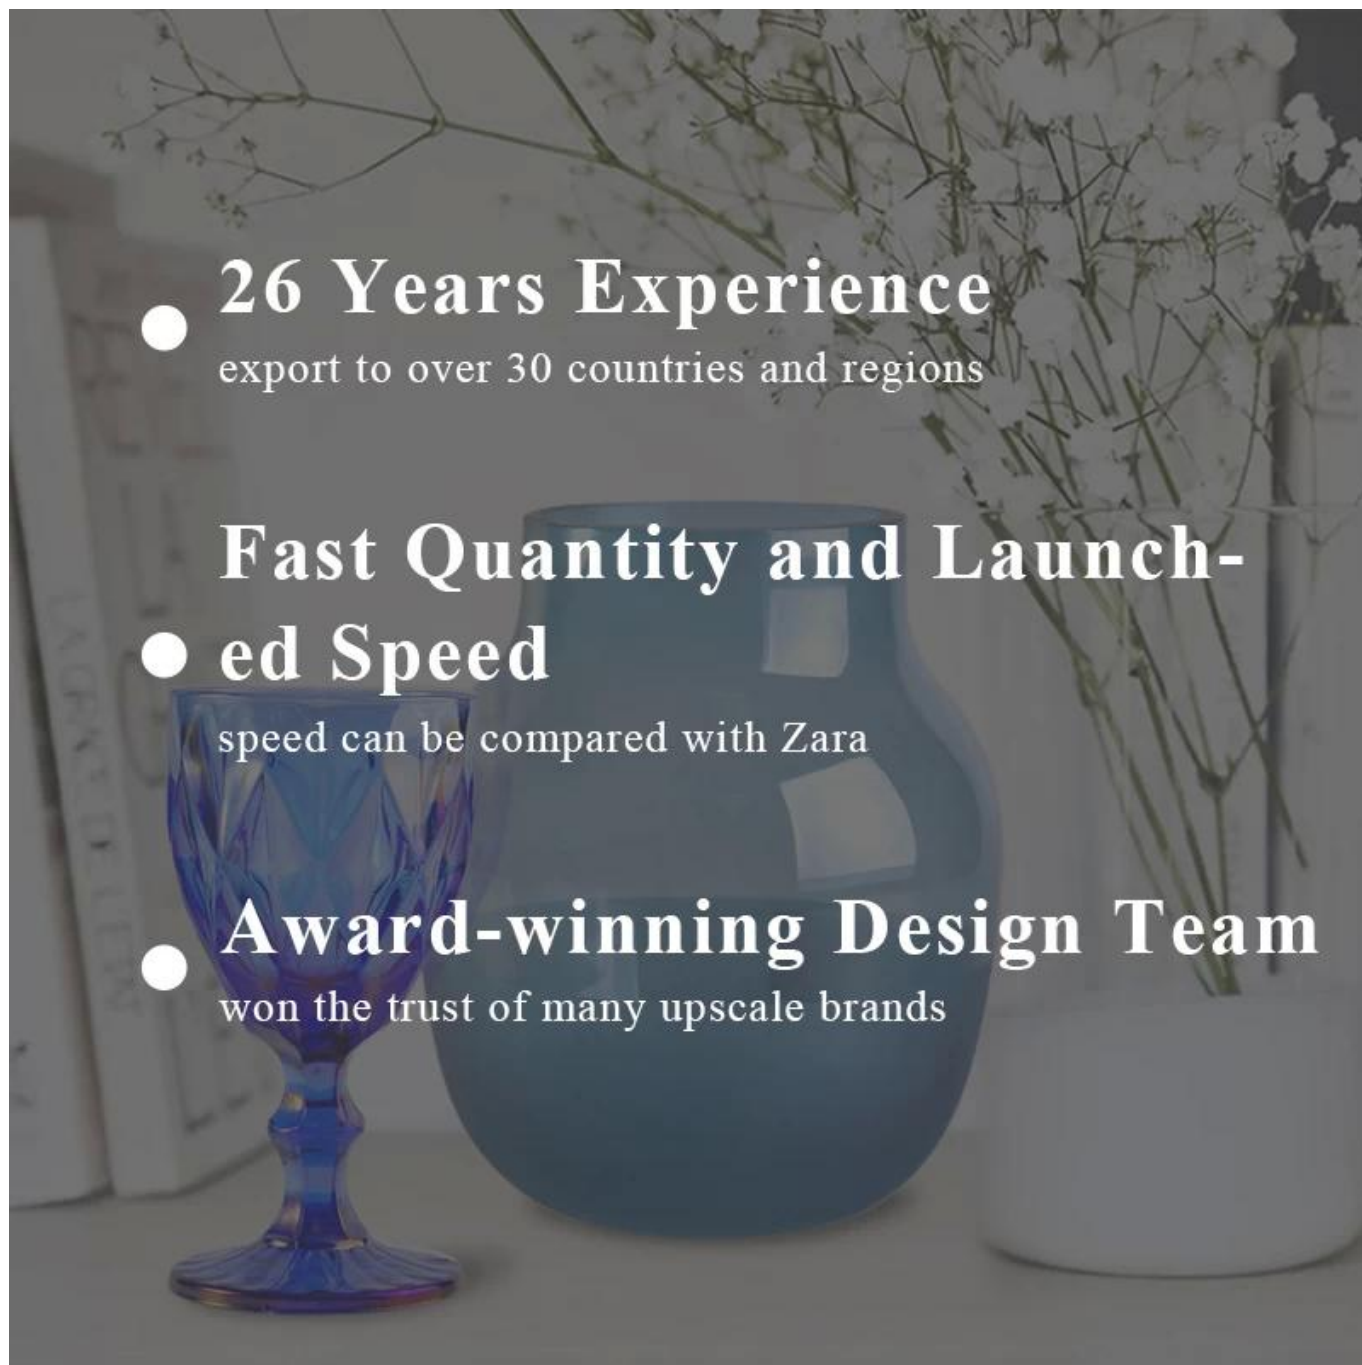 26 Years Experience
export to over 30 countries and regions
Fast Quantity and Launch-
ed Speed
speed can be compared with Zara
Award-winning Design Team
won the trust of many upscale brands